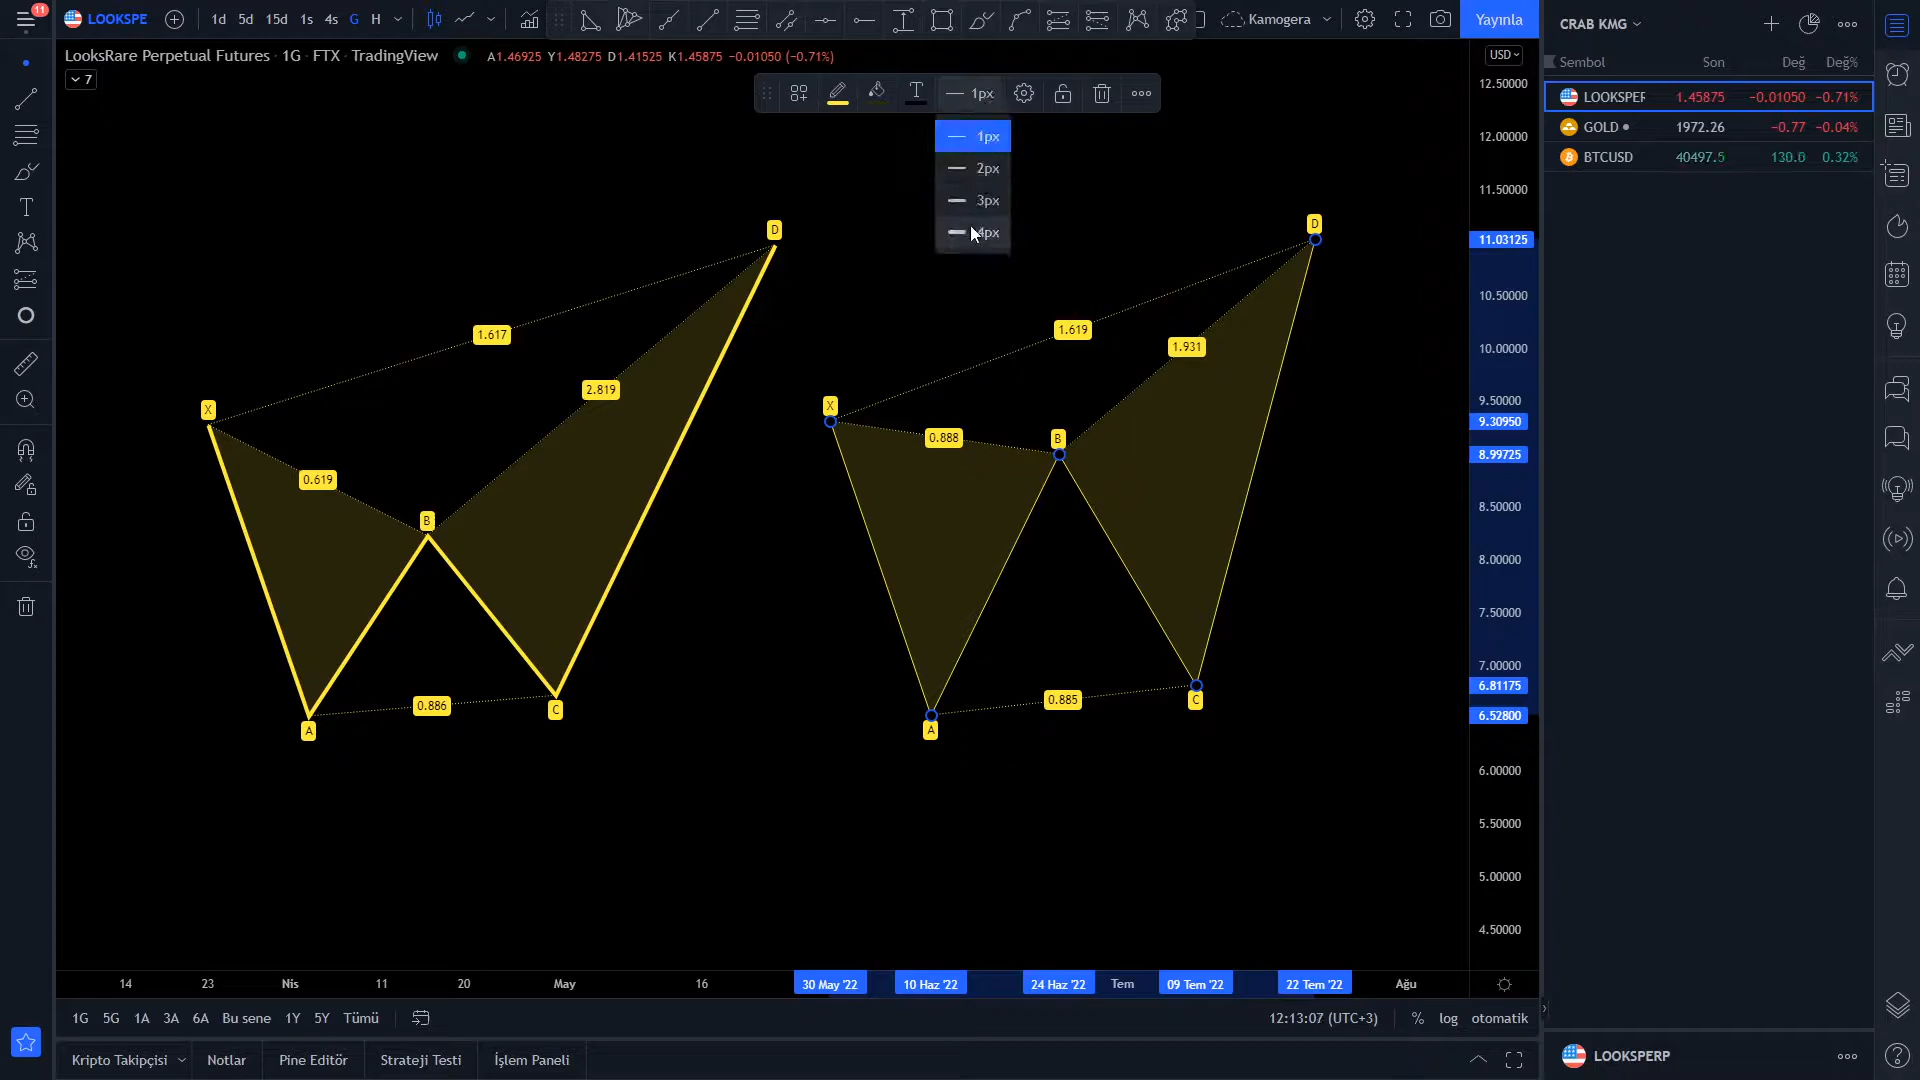 11
LOOKSPE
1d 5d 15d 1s 4s G H
Kamogera
Yayınla
CRAB KMG
LooksRare Perpetual Futures · 1G · FTX · TradingView
A1.46925 Y1.48275 D1.41525 K1.45875 −0.01050 (−0.71%)
USD
7
Sembol Son Değ Değ%
LOOKSPER 1.45875 −0.01050 −0.71%
GOLD 1972.26 −0.77 −0.04%
BTCUSD 40497.5 130.0 0.32%
T 1px
1px
2px
3px
4px
12.50000
12.00000
11.50000
11.03125
10.50000
10.00000
9.50000
9.30950
8.99725
8.50000
8.00000
7.50000
7.00000
6.81175
6.52800
6.00000
5.50000
5.00000
4.50000
D
1.617
2.819
X
0.619
B
0.886
A
C
D
1.619
1.931
X
0.888
B
0.885
A
C
14 23 Nis 11 20 May 16 30 May '22 10 Haz '22 24 Haz '22 Tem 09 Tem '22 22 Tem '22 Ağu
1G 5G 1A 3A 6A Bu sene 1Y 5Y Tümü
12:13:07 (UTC+3) % log otomatik
Kripto Takipçisi Notlar Pine Editör Strateji Testi İşlem Paneli
LOOKSPERP